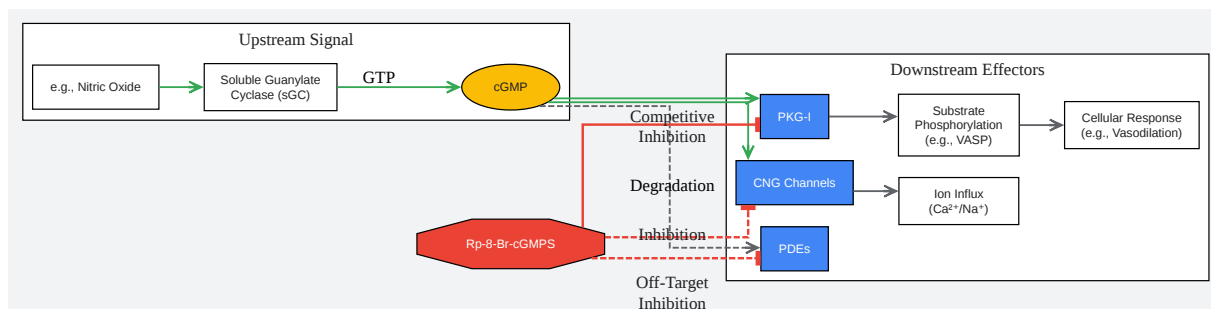 Upstream Signal
e.g., Nitric Oxide
Soluble Guanylate
Cyclase (sGC)
GTP
cGMP
Downstream Effectors
PKG-I
Substrate
Phosphorylation
(e.g., VASP)
Cellular Response
(e.g., Vasodilation)
Competitive
Inhibition
CNG Channels
Ion Influx
(Ca²⁺/Na⁺)
Degradation
Rp-8-Br-cGMPS
Inhibition
PDEs
Off-Target
Inhibition